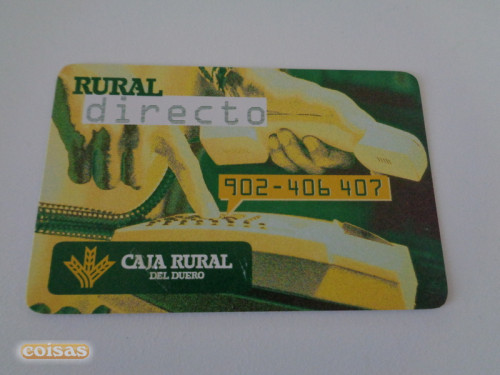 RURAL
directo
902-406 407
CAJA RURAL
DEL DUERO
coisas